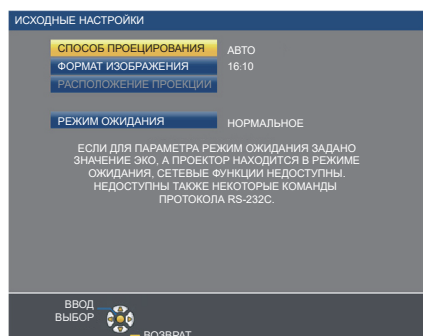 ИСХОДНЫЕ НАСТРОЙКИ
СПОСОБ ПРОЕЦИРОВАНИЯ АВТО
ФОРМАТ ИЗОБРАЖЕНИЯ 16:10
РАСПОЛОЖЕНИЕ ПРОЕКЦИИ
РЕЖИМ ОЖИДАНИЯ НОРМАЛЬНОЕ
ЕСЛИ ДЛЯ ПАРАМЕТРА РЕЖИМ ОЖИДАНИЯ ЗАДАНО
ЗНАЧЕНИЕ ЭКО, А ПРОЕКТОР НАХОДИТСЯ В РЕЖИМЕ
ОЖИДАНИЯ, СЕТЕВЫЕ ФУНКЦИИ НЕДОСТУПНЫ.
НЕДОСТУПНЫ ТАКЖЕ НЕКОТОРЫЕ КОМАНДЫ
ПРОТОКОЛА RS-232C.
ВВОД
ВЫБОР
ВОЗВРАТ